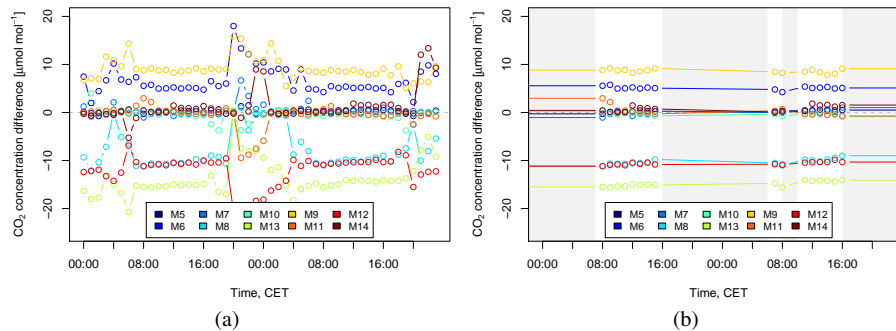 CO₂ concentration difference [µmol mol⁻¹]
20
10
0
−10
−20
M5 M7 M10 M9 M12
M6 M8 M13 M11 M14
00:00 08:00 16:00 00:00 08:00 16:00
Time, CET
(a)
CO₂ concentration difference [µmol mol⁻¹]
20
10
0
−10
−20
M5 M7 M10 M9 M12
M6 M8 M13 M11 M14
00:00 08:00 16:00 00:00 08:00 16:00
Time, CET
(b)